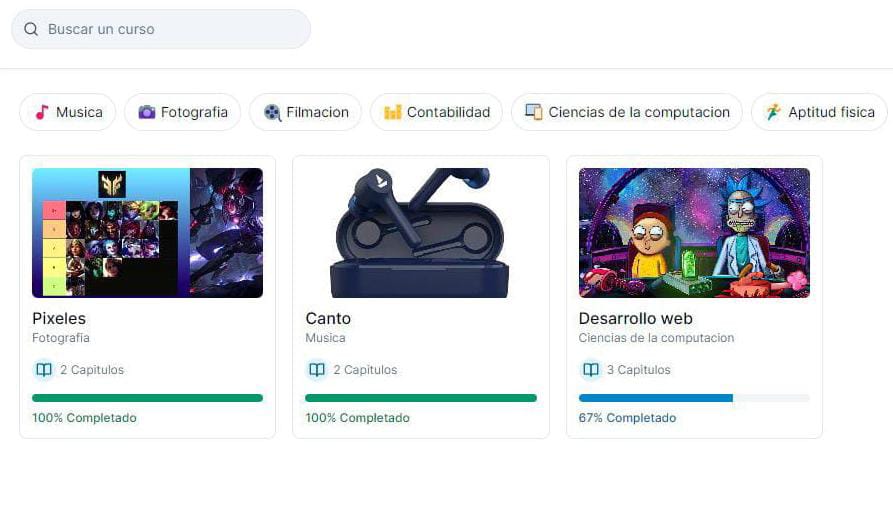 Buscar un curso
Musica
Fotografia
Filmacion
Contabilidad
Ciencias de la computacion
Aptitud fisica
Pixeles
Fotografia
2 Capitulos
100% Completado
Canto
Musica
2 Capitulos
100% Completado
Desarrollo web
Ciencias de la computacion
3 Capitulos
67% Completado